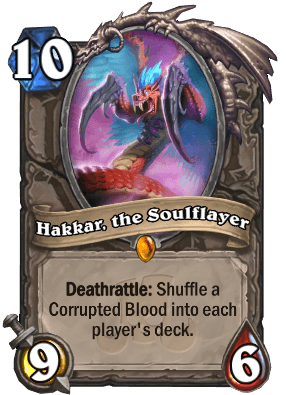 10
Hakkar, the Soulflayer
Deathrattle: Shuffle a
Corrupted Blood into each
player's deck.
9
6